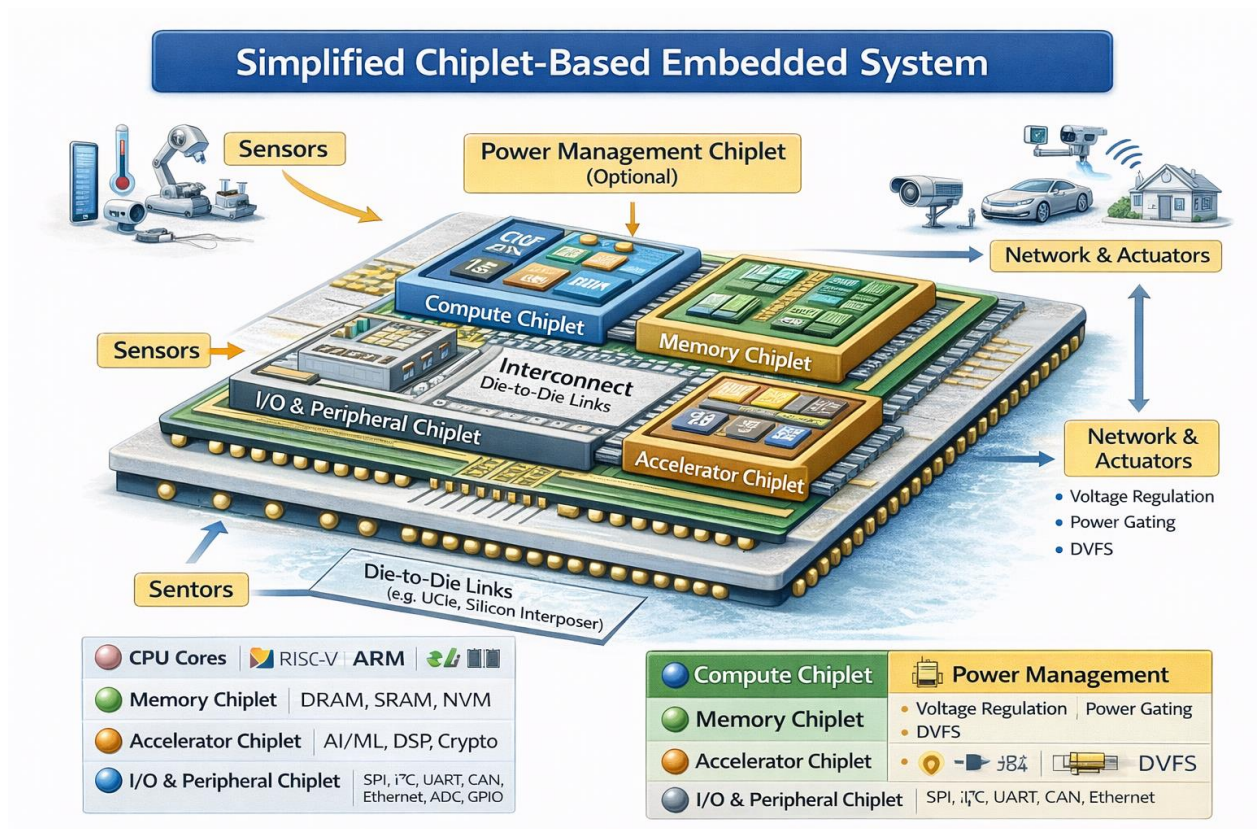 Simplified Chiplet-Based Embedded System
Sensors
Power Management Chiplet
(Optional)
Network & Actuators
Compute Chiplet
Memory Chiplet
Sensors
Interconnect
Die-to-Die Links
I/O & Peripheral Chiplet
Accelerator Chiplet
Network &
Actuators
• Voltage Regulation
• Power Gating
• DVFS
Sentors
Die-to-Die Links
(e.g. UCIe, Silicon Interposer)
CPU Cores | RISC-V | ARM
Memory Chiplet | DRAM, SRAM, NVM
Accelerator Chiplet | AI/ML, DSP, Crypto
I/O & Peripheral Chiplet | SPI, UART, CAN,
Ethernet, ADC, GPIO
Compute Chiplet Power Management
Memory Chiplet • Voltage Regulation | Power Gating
• DVFS
Accelerator Chiplet • DVFS
I/O & Peripheral Chiplet | SPI, UART, CAN, Ethernet